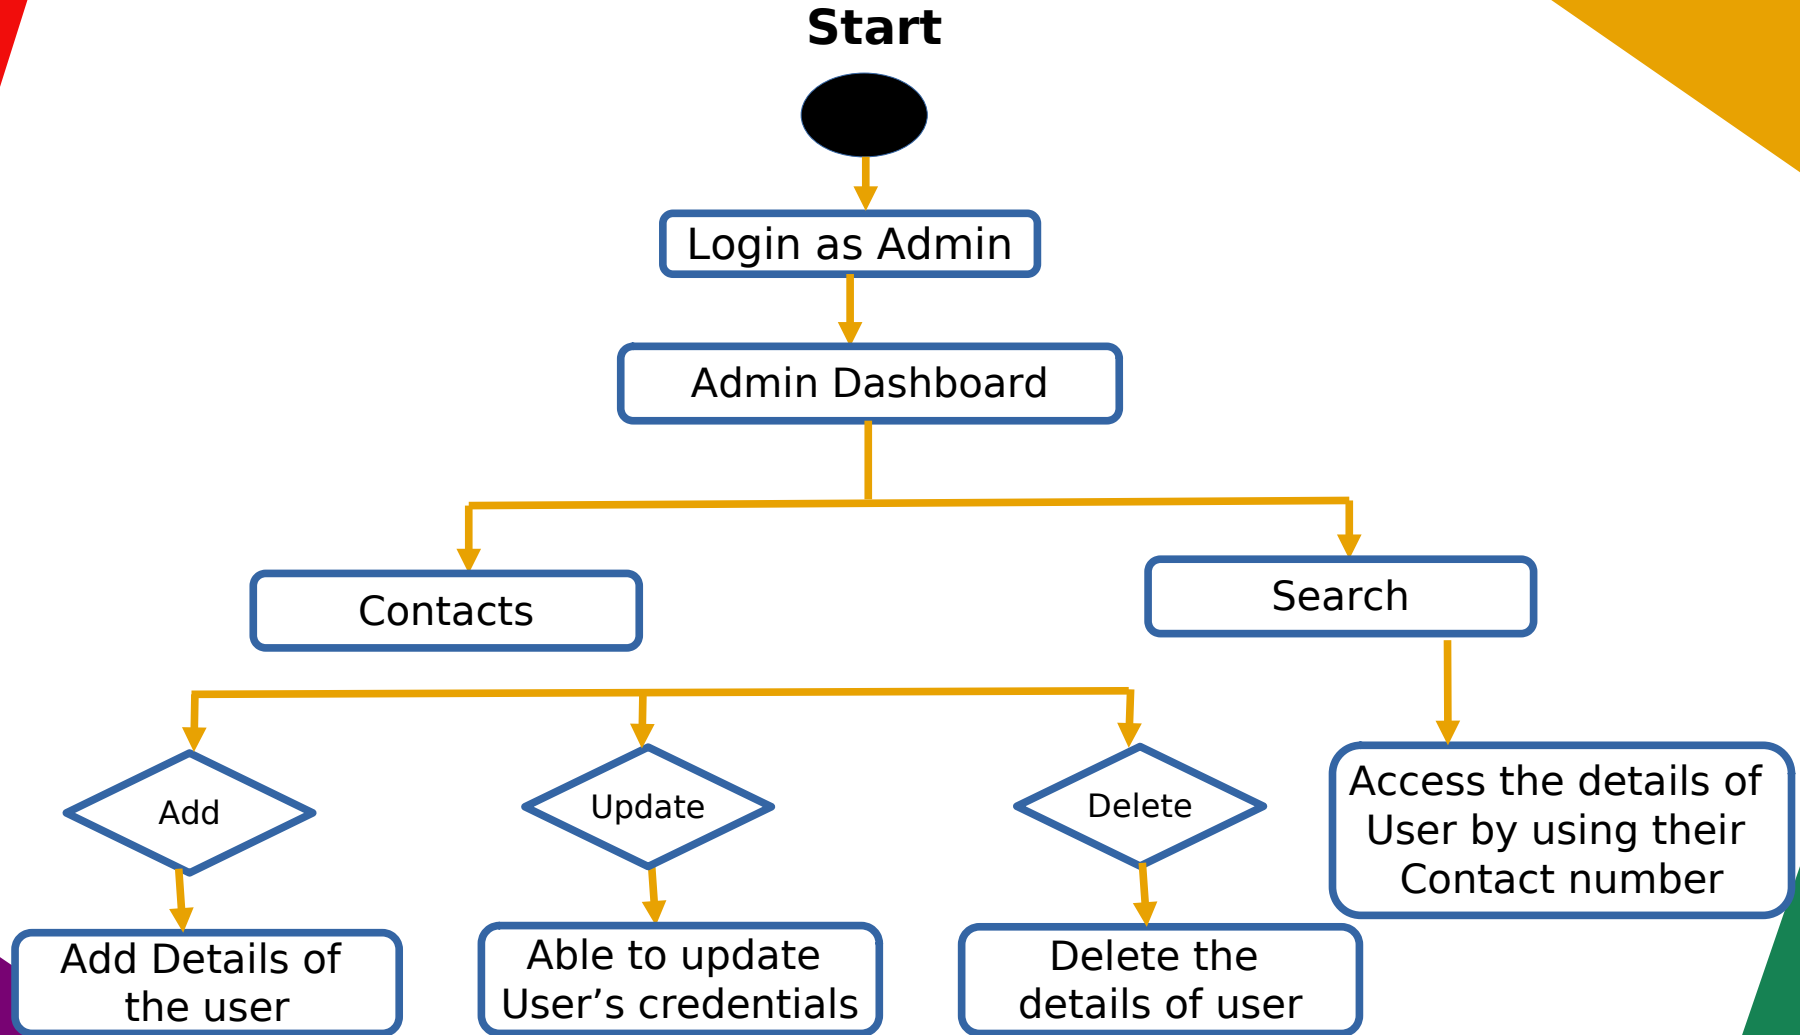 Start
Login as Admin
Admin Dashboard
Contacts
Search
Add
Update
Delete
Access the details of
User by using their
Contact number
Add Details of
the user
Able to update
User’s credentials
Delete the
details of user